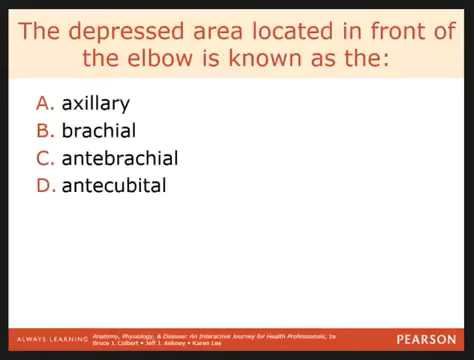 The depressed area located in front of
the elbow is known as the:
A. axillary
B. brachial
C. antebrachial
D. antecubital
ALWAYS LEARNING
Anatomy, Physiology, & Disease: An Interactive Journey for Health Professionals, 2e
Bruce J. Colbert • Jeff J. Ankney • Karen Lee
PEARSON